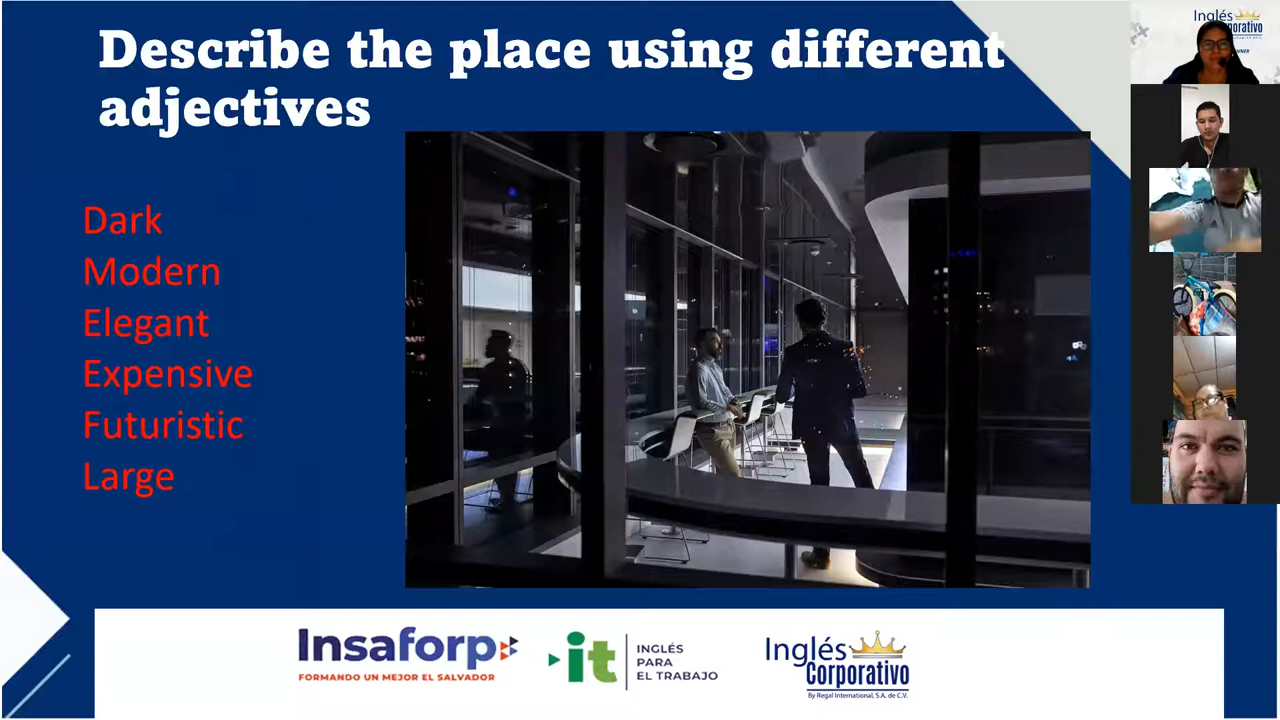 Describe the place using different
adjectives
Dark
Modern
Elegant
Expensive
Futuristic
Large
Insaforp
FORMANDO UN MEJOR EL SALVADOR
it
INGLÉS
PARA
EL TRABAJO
Inglés
Corporativo
By Regal International, S.A. de C.V.
Inglés